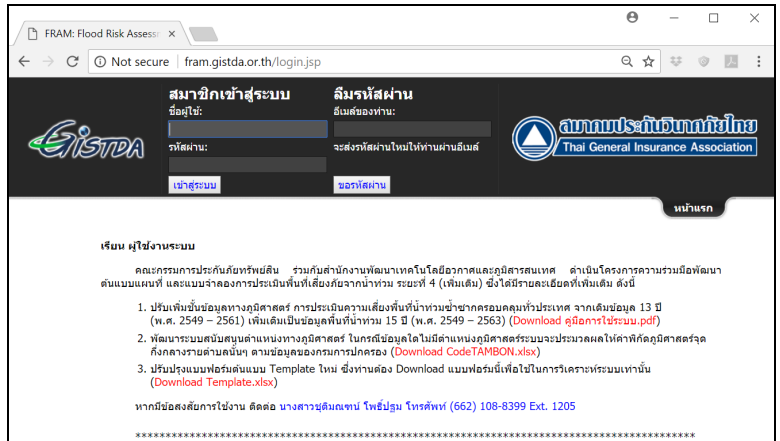 FRAM: Flood Risk Assess
Not secure | fram.gistda.or.th/login.jsp
GISTDA
สมาชิกเข้าสู่ระบบ
ชื่อผู้ใช้:
รหัสผ่าน:
เข้าสู่ระบบ
ลืมรหัสผ่าน
อีเมล์ของท่าน:
จะส่งรหัสผ่านใหม่ให้ท่านผ่านอีเมล์
ขอรหัสผ่าน
สมาคมประกันวินาศภัยไทย
Thai General Insurance Association
หน้าแรก
เรียน ผู้ใช้งานระบบ
คณะกรรมการประกันภัยทรัพย์สิน ร่วมกับสำนักงานพัฒนาเทคโนโลยีอวกาศและภูมิสารสนเทศ ดำเนินโครงการความร่วมมือพัฒนา
ต้นแบบแผนที่ และแบบจำลองการประเมินพื้นที่เสี่ยงภัยจากน้ำท่วม ระยะที่ 4 (เพิ่มเติม) ซึ่งได้มีรายละเอียดที่เพิ่มเติม ดังนี้
1. ปรับเพิ่มชั้นข้อมูลทางภูมิศาสตร์ การประเมินความเสี่ยงพื้นที่น้ำท่วมซ้ำซากครอบคลุมทั่วประเทศ จากเดิมข้อมูล 13 ปี
(พ.ศ. 2549 – 2561) เพิ่มเติมเป็นข้อมูลพื้นที่น้ำท่วม 15 ปี (พ.ศ. 2549 – 2563) (Download คู่มือการใช้ระบบ.pdf)
2. พัฒนาระบบสนับสนุนตำแหน่งทางภูมิศาสตร์ ในกรณีข้อมูลใดไม่มีตำแหน่งภูมิศาสตร์ระบบจะประมวลผลให้ค่าพิกัดภูมิศาสตร์จุด
กึ่งกลางรายตำบลนั้นๆ ตามข้อมูลของกรมการปกครอง (Download CodeTAMBON.xlsx)
3. ปรับปรุงแบบฟอร์มต้นแบบ Template ใหม่ ซึ่งท่านต้อง Download แบบฟอร์มนี้เพื่อใช้ในการวิเคราะห์ระบบเท่านั้น
(Download Template.xlsx)
หากมีข้อสงสัยการใช้งาน ติดต่อ นางสาวชุติมณฑน์ โพธิ์ปฐม โทรศัพท์ (662) 108-8399 Ext. 1205